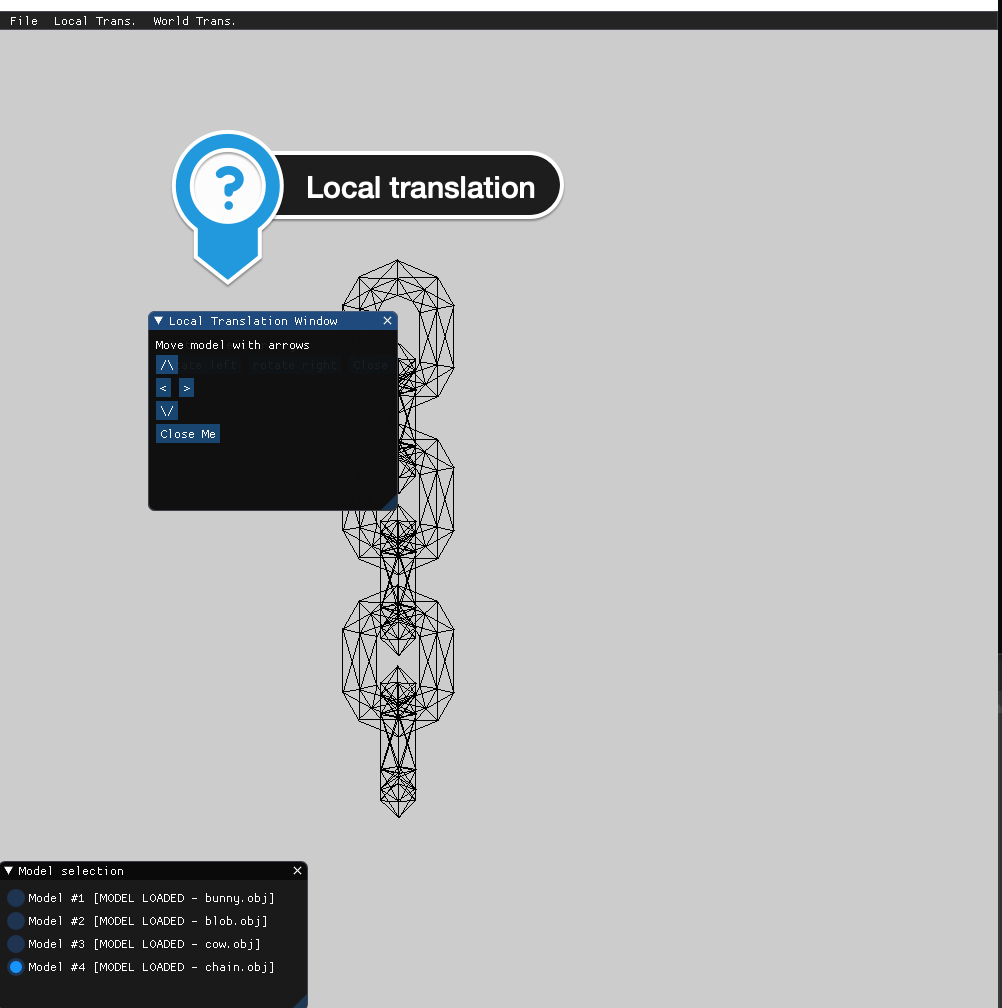 File Local Trans. World Trans.
?
Local translation
Local Translation Window
Move model with arrows
/\ rotate right Close
< >
\/
Close Me
Model selection
Model #1 [MODEL LOADED - bunny.obj]
Model #2 [MODEL LOADED - blob.obj]
Model #3 [MODEL LOADED - cow.obj]
Model #4 [MODEL LOADED - chain.obj]